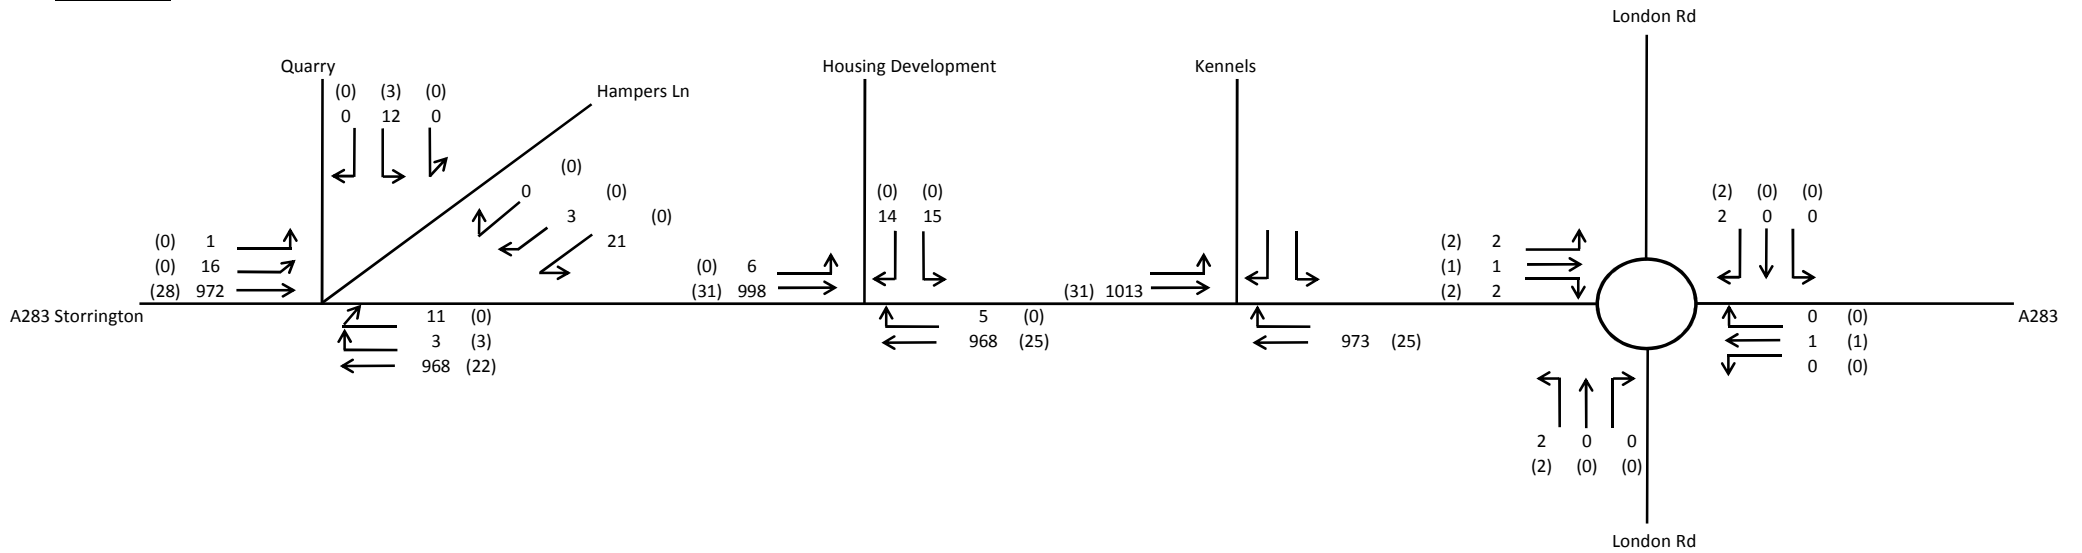 London Rd
Quarry
Housing Development
Kennels
(0) (3) (0)
0 12 0
Hampers Ln
(0)
0 (0)
3 (0)
21
(0) 1
(0) 16
(28) 972
A283 Storrington
11 (0)
3 (3)
968 (22)
(0) (0)
14 15
(0) 6
(31) 998
5 (0)
968 (25)
(31) 1013
973 (25)
(2) 2
(1) 1
(2) 2
(2) (0) (0)
2 0 0
0 (0)
1 (1)
0 (0)
A283
2 0 0
(2) (0) (0)
London Rd